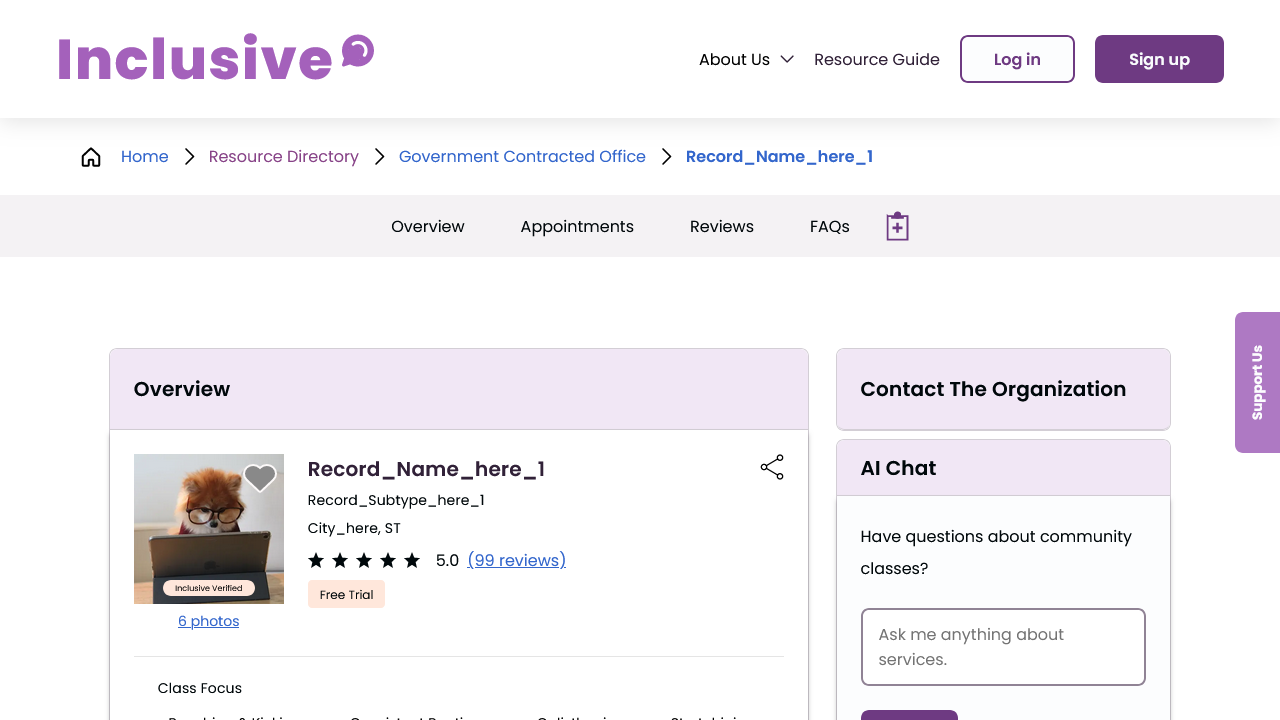 Inclusive
About Us
Resource Guide
Log in
Sign up
Home
Resource Directory
Government Contracted Office
Record_Name_here_1
Overview
Appointments
Reviews
FAQs
Support Us
Overview
Inclusive Verified
6 photos
Record_Name_here_1
Record_Subtype_here_1
City_here, ST
5.0 (99 reviews)
Free Trial
Class Focus
Contact The Organization
AI Chat
Have questions about community
classes?
Ask me anything about
services.